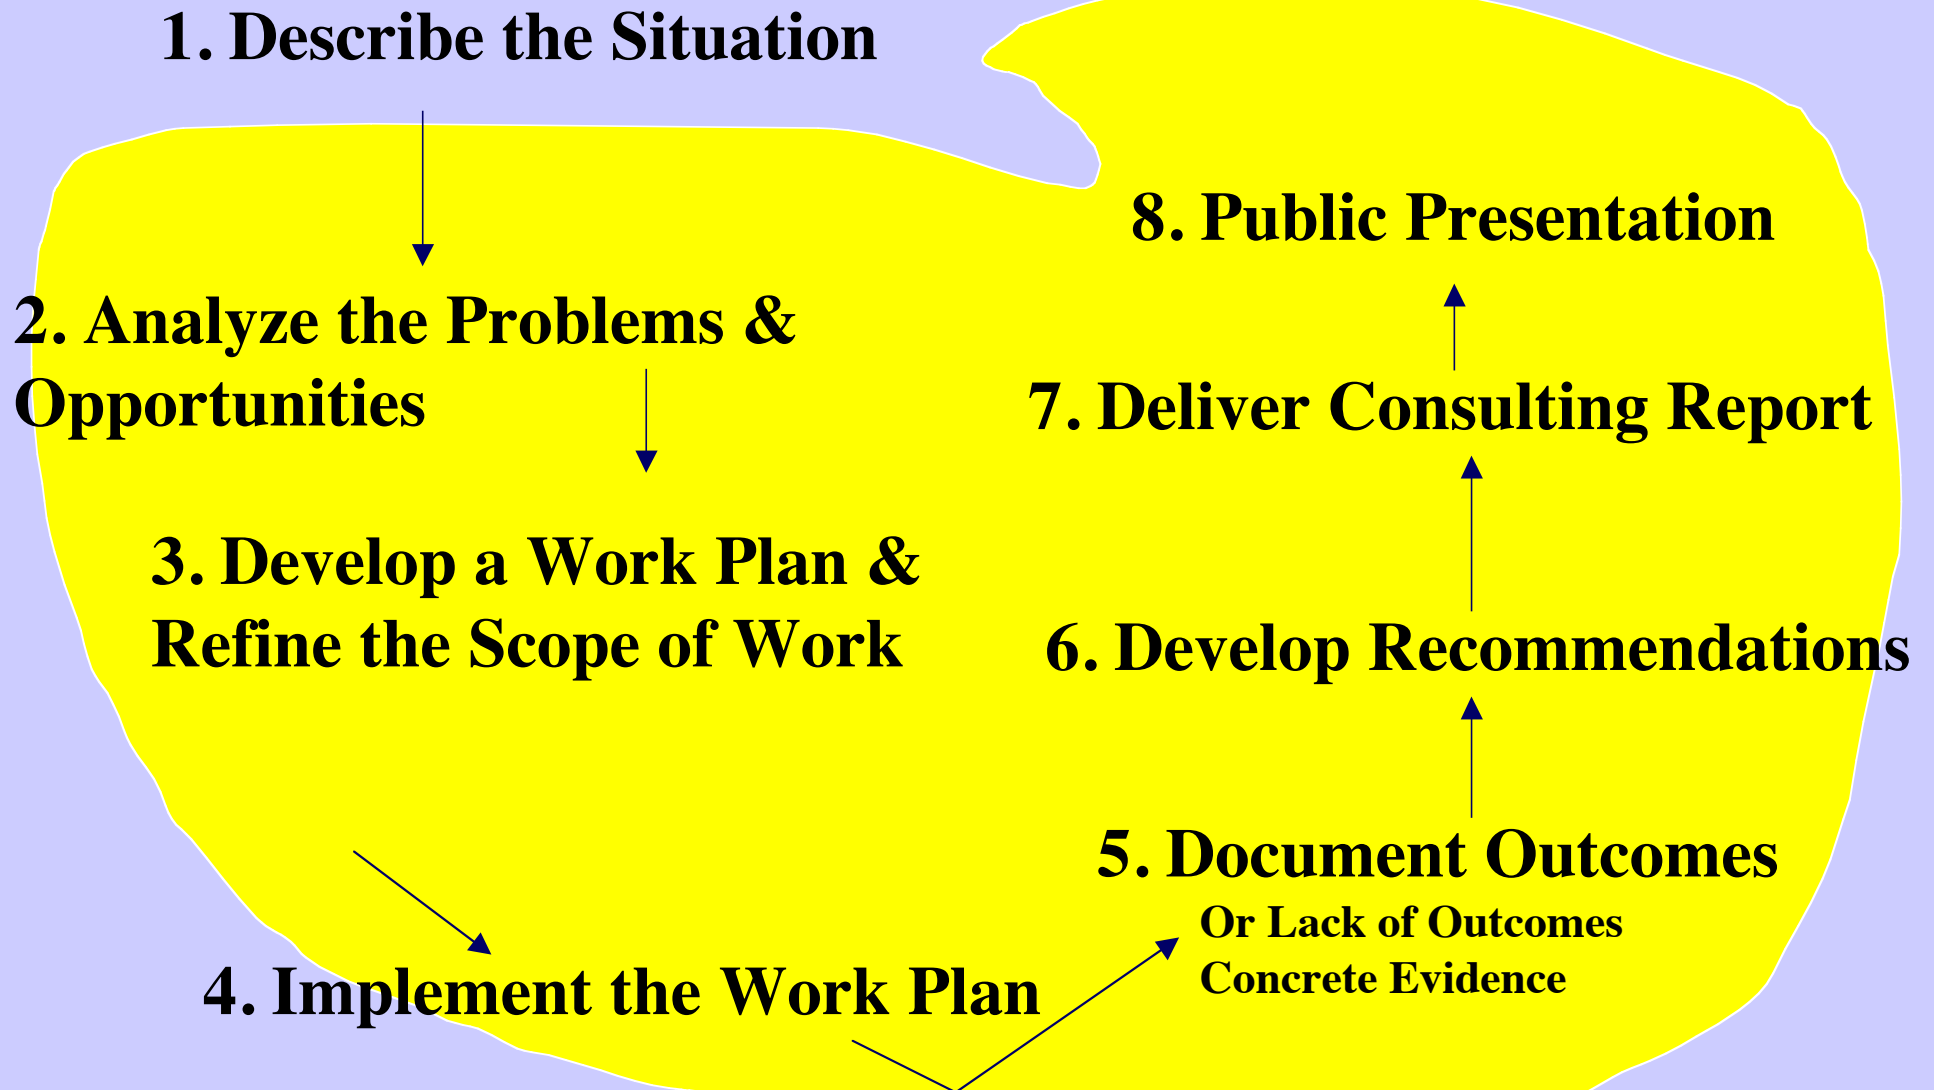 1. Describe the Situation
2. Analyze the Problems &
Opportunities
3. Develop a Work Plan &
Refine the Scope of Work
4. Implement the Work Plan
5. Document Outcomes
Or Lack of Outcomes
Concrete Evidence
6. Develop Recommendations
7. Deliver Consulting Report
8. Public Presentation